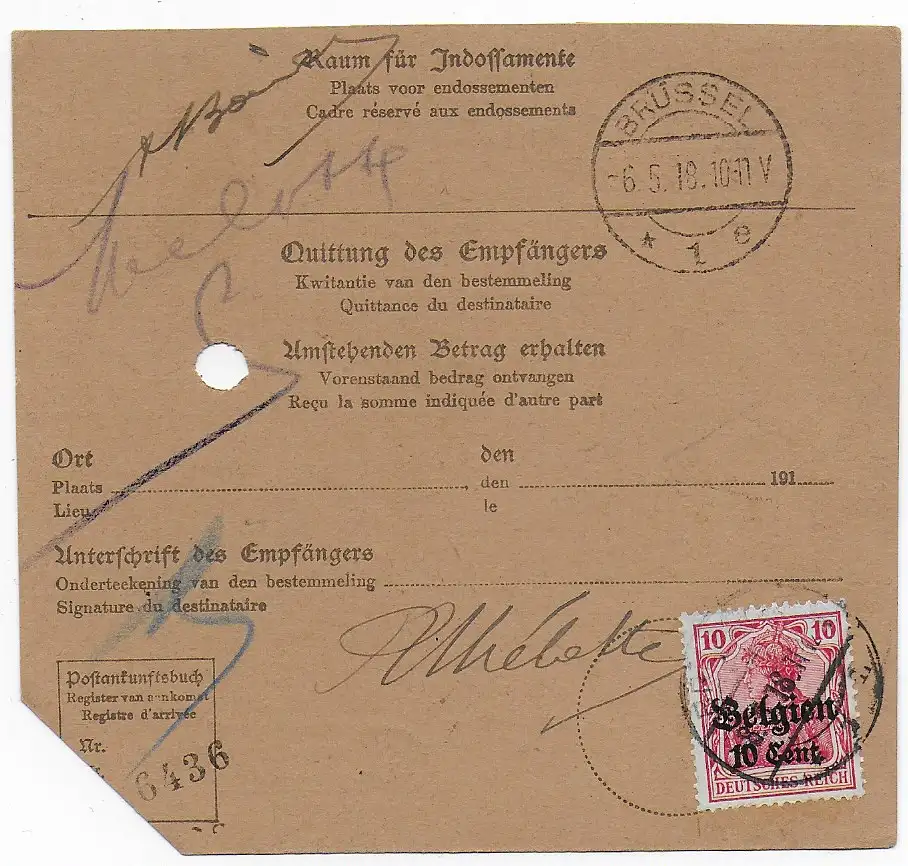 Raum für Indossamente
Plaats voor endossementen
Cadre réservé aux endossements
BRÜSSEL
-6.5.18.10-11 V
* 1 e
Quittung des Empfängers
Kwitantie van den bestemmeling
Quittance du destinataire
Umstehenden Betrag erhalten
Vorenstaand bedrag ontvangen
Reçu la somme indiquée d'autre part
Ort den
Plaats den 191
Lieu le
Unterschrift des Empfängers
Onderteekening van den bestemmeling
Signature du destinataire
Postankunftsbuch
Register van aankomst
Registre d'arrivée
Nr.
6436
10 10
Belgien
10 Cent.
DEUTSCHES REICH